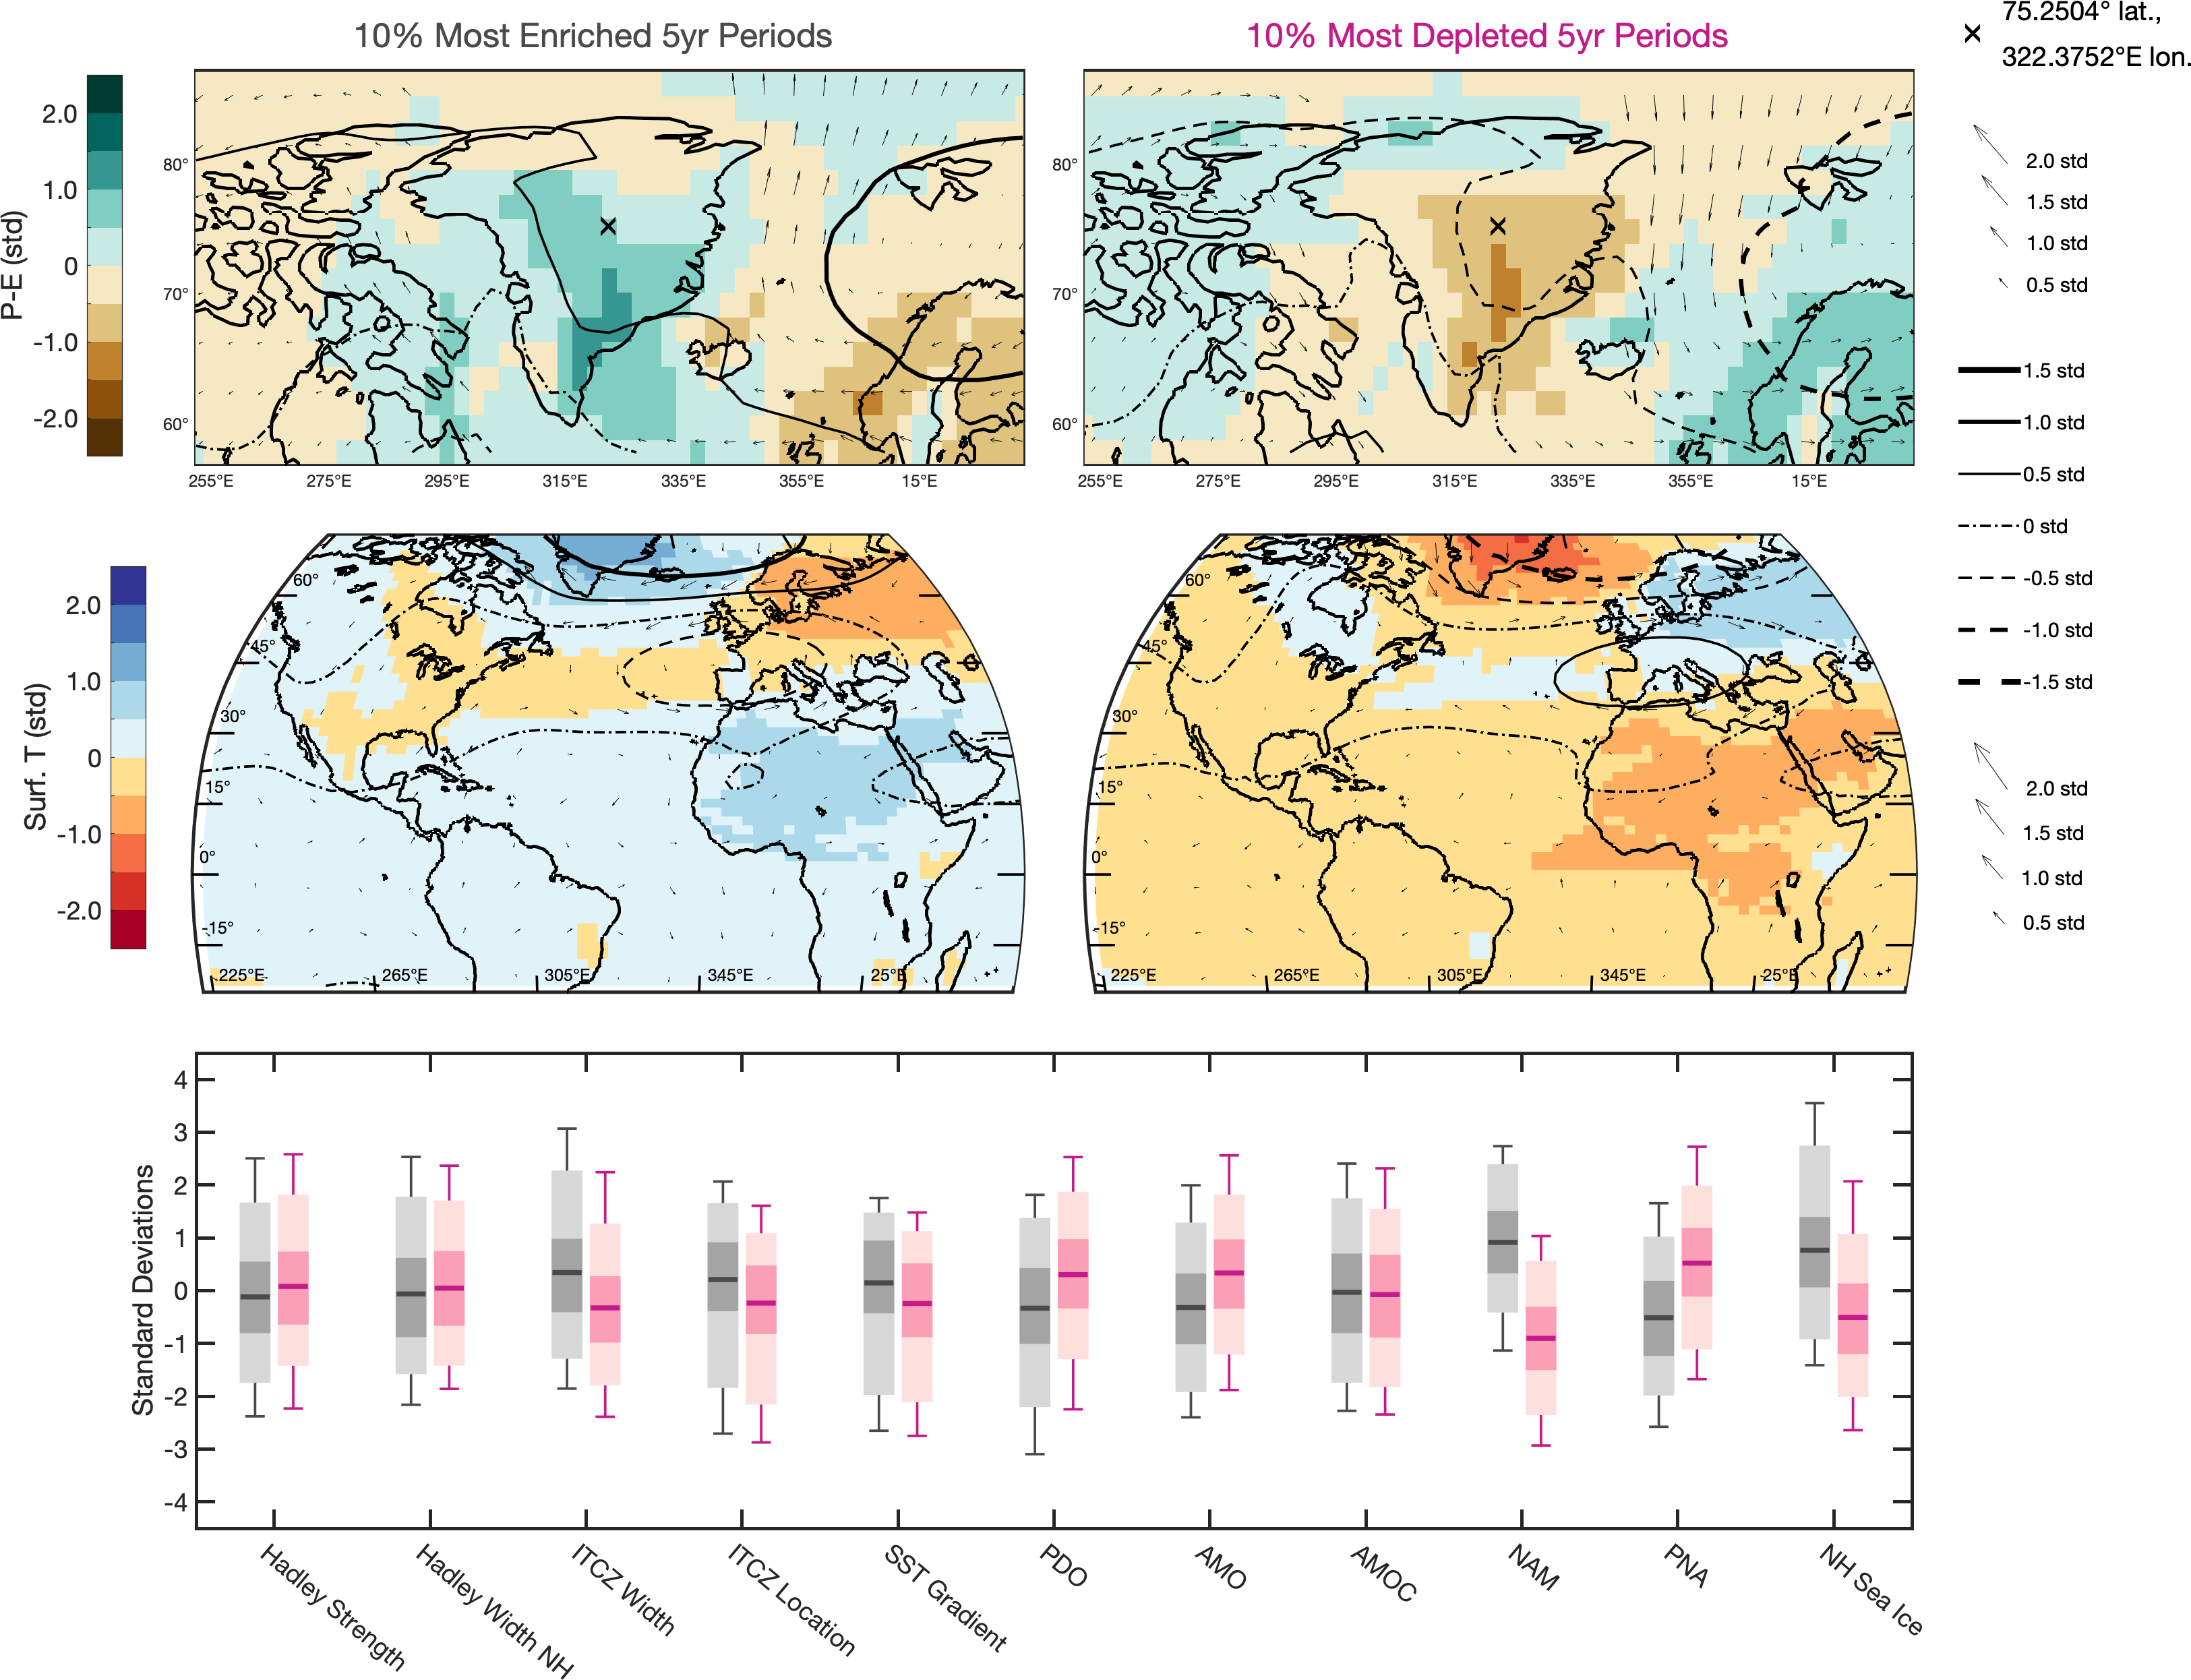 10% Most Enriched 5yr Periods
10% Most Depleted 5yr Periods
75.2504° lat.,
322.3752°E lon.
P-E (std)
2.0
1.0
0
-1.0
-2.0
80°
70°
60°
255°E
275°E
295°E
315°E
335°E
355°E
15°E
80°
70°
60°
255°E
275°E
295°E
315°E
335°E
355°E
15°E
2.0 std
1.5 std
1.0 std
0.5 std
1.5 std
1.0 std
0.5 std
0 std
-0.5 std
-1.0 std
-1.5 std
2.0 std
1.5 std
1.0 std
0.5 std
Surf. T (std)
2.0
1.0
0
-1.0
-2.0
60°
45°
30°
15°
0°
-15°
225°E
265°E
305°E
345°E
25°E
60°
45°
30°
15°
0°
-15°
225°E
265°E
305°E
345°E
25°E
Standard Deviations
4
3
2
1
0
-1
-2
-3
-4
Hadley Strength
Hadley Width NH
ITCZ Width
ITCZ Location
SST Gradient
PDO
AMO
AMOC
NAM
PNA
NH Sea Ice